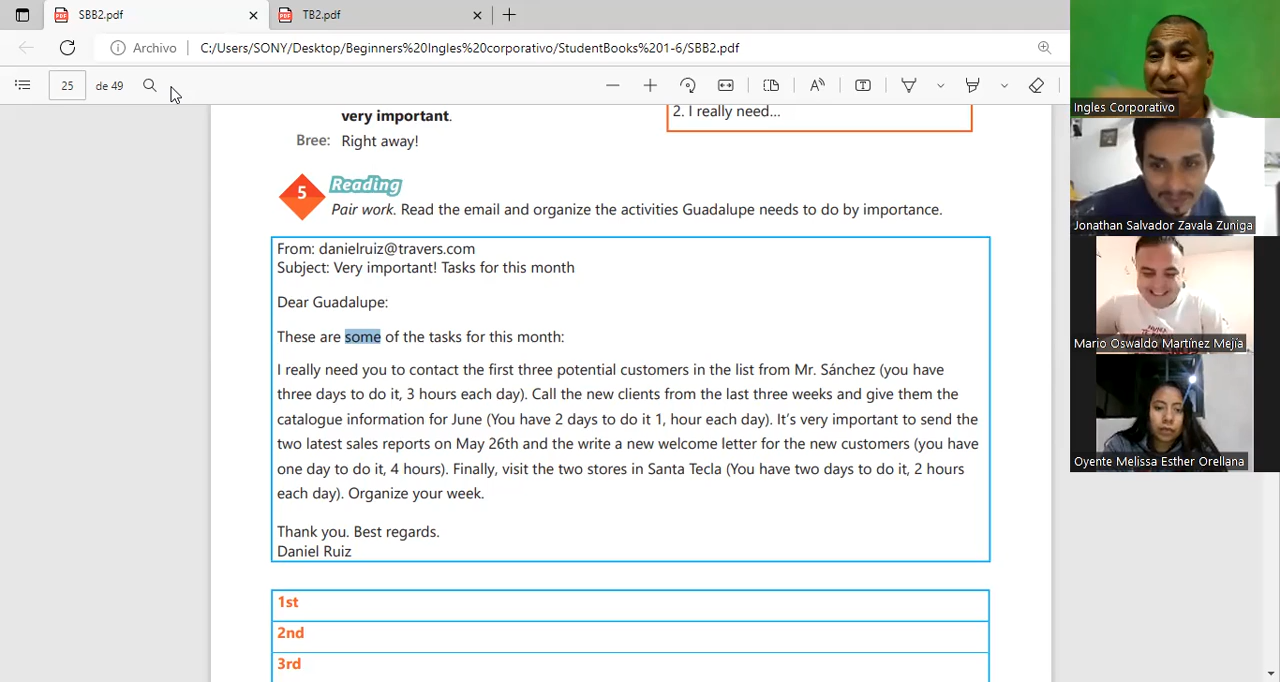 SBB2.pdf
TB2.pdf
Archivo
C:/Users/SONY/Desktop/Beginners%20Ingles%20corporativo/StudentBooks%201-6/SBB2.pdf
25 de 49
very important.
Bree: Right away!
2. I really need...
5 Reading
Pair work. Read the email and organize the activities Guadalupe needs to do by importance.
From: danielruiz@travers.com
Subject: Very important! Tasks for this month
Dear Guadalupe:
These are some of the tasks for this month:
I really need you to contact the first three potential customers in the list from Mr. Sánchez (you have
three days to do it, 3 hours each day). Call the new clients from the last three weeks and give them the
catalogue information for June (You have 2 days to do it 1, hour each day). It’s very important to send the
two latest sales reports on May 26th and the write a new welcome letter for the new customers (you have
one day to do it, 4 hours). Finally, visit the two stores in Santa Tecla (You have two days to do it, 2 hours
each day). Organize your week.
Thank you. Best regards.
Daniel Ruiz
1st
2nd
3rd
Ingles Corporativo
Jonathan Salvador Zavala Zuniga
Mario Oswaldo Martínez Mejía
Oyente Melissa Esther Orellana